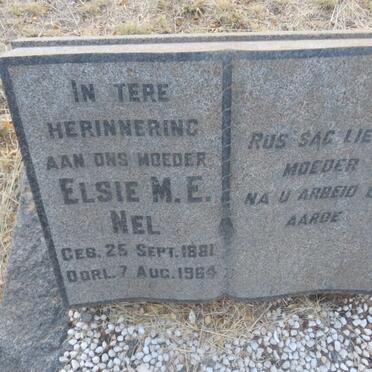 IN TERE
HERINNERING
AAN ONS MOEDER
ELSIE M. E.
NEL
GEB. 25 SEPT. 1881
OORL. 7 AUG. 1964
RUS SAG LIE
MOEDER
NA U ARBEID
AARDE